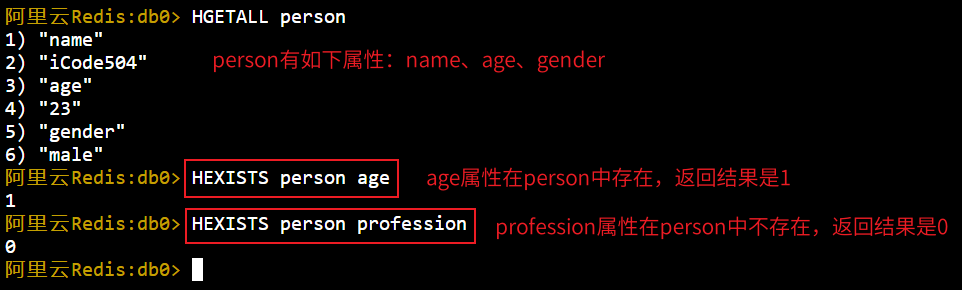 阿里云Redis:db0> HGETALL person
1) "name"
2) "iCode504" person有如下属性：name、age、gender
3) "age"
4) "23"
5) "gender"
6) "male"
阿里云Redis:db0> HEXISTS person age age属性在person中存在，返回结果是1
1
阿里云Redis:db0> HEXISTS person profession profession属性在person中不存在，返回结果是0
0
阿里云Redis:db0>